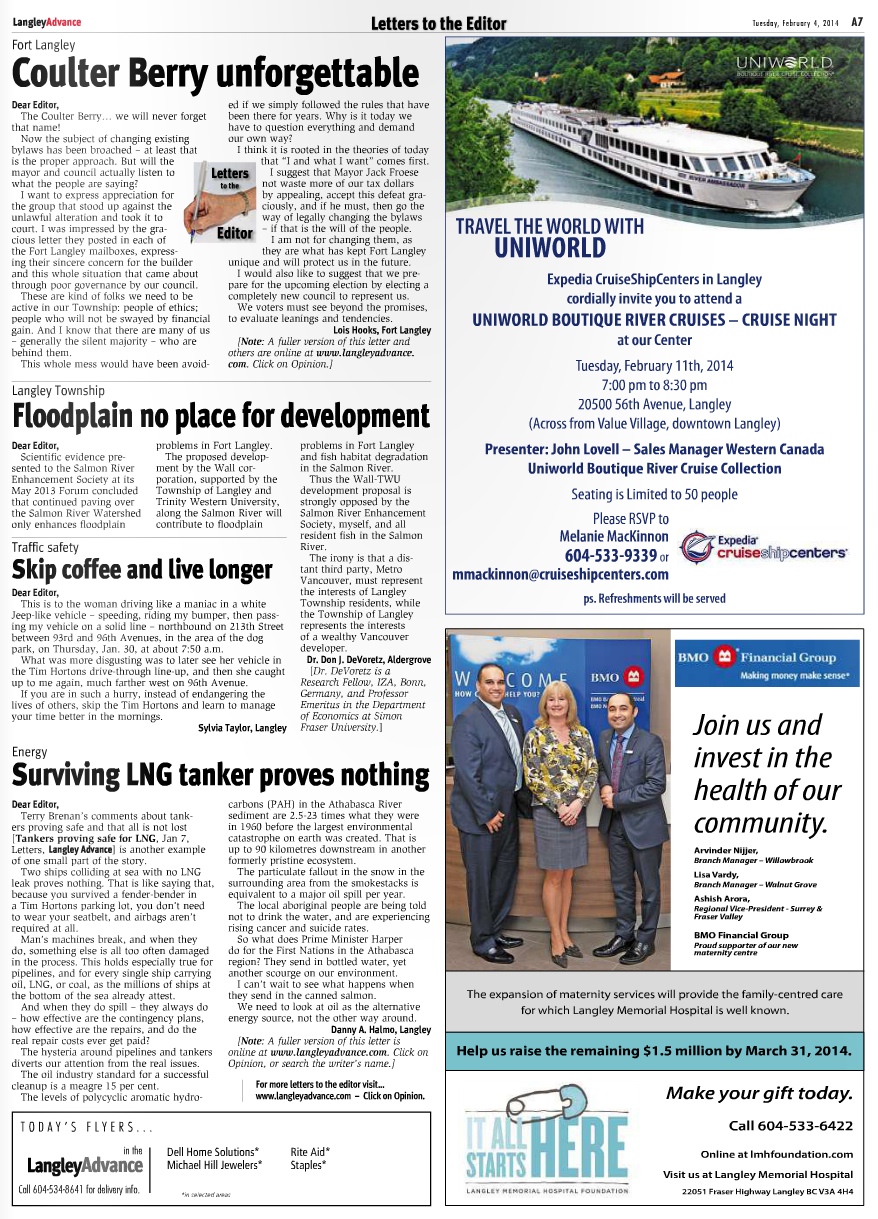 LangleyAdvance
Letters to the Editor
Tuesday, February 4, 2014 A7
Fort Langley
Coulter Berry unforgettable
Dear Editor,
The Coulter Berry… we will never forget
that name!
Now the subject of changing existing
bylaws has been broached – at least that
is the proper approach. But will the
mayor and council actually listen to
what the people are saying?
I want to express appreciation for
the group that stood up against the
unlawful alteration and took it to
court. I was impressed by the gra-
cious letter they posted in each of
the Fort Langley mailboxes, express-
ing their sincere concern for the builder
and this whole situation that came about
through poor governance by our council.
These are kind of folks we need to be
active in our Township: people of ethics;
people who will not be swayed by financial
gain. And I know that there are many of us
– generally the silent majority – who are
behind them.
This whole mess would have been avoid-
ed if we simply followed the rules that have
been there for years. Why is it today we
have to question everything and demand
our own way?
I think it is rooted in the theories of today
that “I and what I want” comes first.
I suggest that Mayor Jack Froese
not waste more of our tax dollars
by appealing, accept this defeat gra-
ciously, and if he must, then go the
way of legally changing the bylaws
– if that is the will of the people.
I am not for changing them, as
they are what has kept Fort Langley
unique and will protect us in the future.
I would also like to suggest that we pre-
pare for the upcoming election by electing a
completely new council to represent us.
We voters must see beyond the promises,
to evaluate leanings and tendencies.
Lois Hooks, Fort Langley
[Note: A fuller version of this letter and
others are online at www.langleyadvance.
com. Click on Opinion.]
Letters
to the
Editor
Langley Township
Floodplain no place for development
Dear Editor,
Scientific evidence pre-
sented to the Salmon River
Enhancement Society at its
May 2013 Forum concluded
that continued paving over
the Salmon River Watershed
only enhances floodplain
problems in Fort Langley.
The proposed develop-
ment by the Wall cor-
poration, supported by the
Township of Langley and
Trinity Western University,
along the Salmon River will
contribute to floodplain
problems in Fort Langley
and fish habitat degradation
in the Salmon River.
Thus the Wall-TWU
development proposal is
strongly opposed by the
Salmon River Enhancement
Society, myself, and all
resident fish in the Salmon
River.
The irony is that a dis-
tant third party, Metro
Vancouver, must represent
the interests of Langley
Township residents, while
the Township of Langley
represents the interests
of a wealthy Vancouver
developer.
Dr. Don J. DeVoretz, Aldergrove
[Dr. DeVoretz is a
Research Fellow, IZA, Bonn,
Germany, and Professor
Emeritus in the Department
of Economics at Simon
Fraser University.]
Traffic safety
Skip coffee and live longer
Dear Editor,
This is to the woman driving like a maniac in a white
Jeep-like vehicle – speeding, riding my bumper, then pass-
ing my vehicle on a solid line – northbound on 213th Street
between 93rd and 96th Avenues, in the area of the dog
park, on Thursday, Jan. 30, at about 7:50 a.m.
What was more disgusting was to later see her vehicle in
the Tim Hortons drive-through line-up, and then she caught
up to me again, much farther west on 96th Avenue.
If you are in such a hurry, instead of endangering the
lives of others, skip the Tim Hortons and learn to manage
your time better in the mornings.
Sylvia Taylor, Langley
Energy
Surviving LNG tanker proves nothing
Dear Editor,
Terry Brenan’s comments about tank-
ers proving safe and that all is not lost
[Tankers proving safe for LNG, Jan 7,
Letters, Langley Advance] is another example
of one small part of the story.
Two ships colliding at sea with no LNG
leak proves nothing. That is like saying that,
because you survived a fender-bender in
a Tim Hortons parking lot, you don’t need
to wear your seatbelt, and airbags aren’t
required at all.
Man’s machines break, and when they
do, something else is all too often damaged
in the process. This holds especially true for
pipelines, and for every single ship carrying
oil, LNG, or coal, as the millions of ships at
the bottom of the sea already attest.
And when they do spill – they always do
– how effective are the contingency plans,
how effective are the repairs, and do the
real repair costs ever get paid?
The hysteria around pipelines and tankers
diverts our attention from the real issues.
The oil industry standard for a successful
cleanup is a meagre 15 per cent.
The levels of polycyclic aromatic hydro-
carbons (PAH) in the Athabasca River
sediment are 2.5-23 times what they were
in 1960 before the largest environmental
catastrophe on earth was created. That is
up to 90 kilometres downstream in another
formerly pristine ecosystem.
The particulate fallout in the snow in the
surrounding area from the smokestacks is
equivalent to a major oil spill per year.
The local aboriginal people are being told
not to drink the water, and are experiencing
rising cancer and suicide rates.
So what does Prime Minister Harper
do for the First Nations in the Athabasca
region? They send in bottled water, yet
another scourge on our environment.
I can’t wait to see what happens when
they send in the canned salmon.
We need to look at oil as the alternative
energy source, not the other way around.
Danny A. Halmo, Langley
[Note: A fuller version of this letter is
online at www.langleyadvance.com. Click on
Opinion, or search the writer’s name.]
For more letters to the editor visit...
www.langleyadvance.com – Click on Opinion.
TODAY'S FLYERS...
in the
LangleyAdvance
Call 604-534-8641 for delivery info.
Dell Home Solutions*
Michael Hill Jewelers*
Rite Aid*
Staples*
*in selected areas
UNIWORLD
BOUTIQUE RIVER CRUISE COLLECTION
RIVER AMBASSADOR
TRAVEL THE WORLD WITH
UNIWORLD
Expedia CruiseShipCenters in Langley
cordially invite you to attend a
UNIWORLD BOUTIQUE RIVER CRUISES – CRUISE NIGHT
at our Center
Tuesday, February 11th, 2014
7:00 pm to 8:30 pm
20500 56th Avenue, Langley
(Across from Value Village, downtown Langley)
Presenter: John Lovell – Sales Manager Western Canada
Uniworld Boutique River Cruise Collection
Seating is Limited to 50 people
Please RSVP to
Melanie MacKinnon
604-533-9339 or
mmackinnon@cruiseshipcenters.com
Expedia
cruiseshipcenters
ps. Refreshments will be served
WELCOME
HELP YOU?
BMO
BMO Financial Group
Making money make sense*
Join us and
invest in the
health of our
community.
Arvinder Nijjer,
Branch Manager – Willowbrook
Lisa Vardy,
Branch Manager – Walnut Grove
Ashish Arora,
Regional Vice-President - Surrey &
Fraser Valley
BMO Financial Group
Proud supporter of our new
maternity centre
The expansion of maternity services will provide the family-centred care
for which Langley Memorial Hospital is well known.
Help us raise the remaining $1.5 million by March 31, 2014.
IT ALL
STARTS HERE
LANGLEY MEMORIAL HOSPITAL FOUNDATION
Make your gift today.
Call 604-533-6422
Online at lmhfoundation.com
Visit us at Langley Memorial Hospital
22051 Fraser Highway Langley BC V3A 4H4